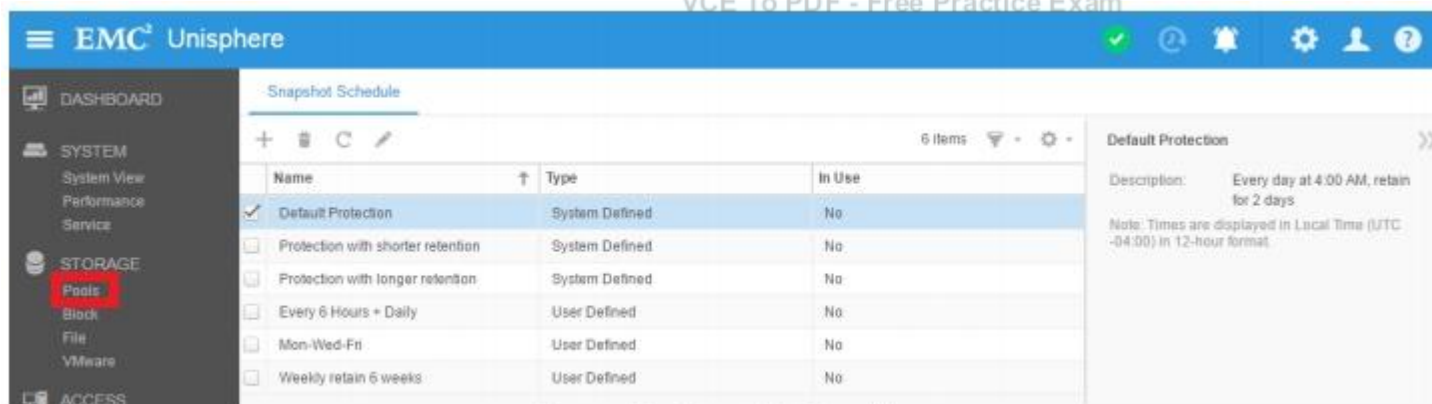 VCE To PDF - Free Practice Exam
EMC² Unisphere
DASHBOARD
SYSTEM
System View
Performance
Service
STORAGE
Pools
Block
File
VMware
ACCESS
Snapshot Schedule
6 items
Name Type In Use
Default Protection System Defined No
Protection with shorter retention System Defined No
Protection with longer retention System Defined No
Every 6 Hours + Daily User Defined No
Mon-Wed-Fri User Defined No
Weekly retain 6 weeks User Defined No
Default Protection
Description: Every day at 4:00 AM, retain
for 2 days
Note: Times are displayed in Local Time (UTC
-04:00) in 12-hour format.